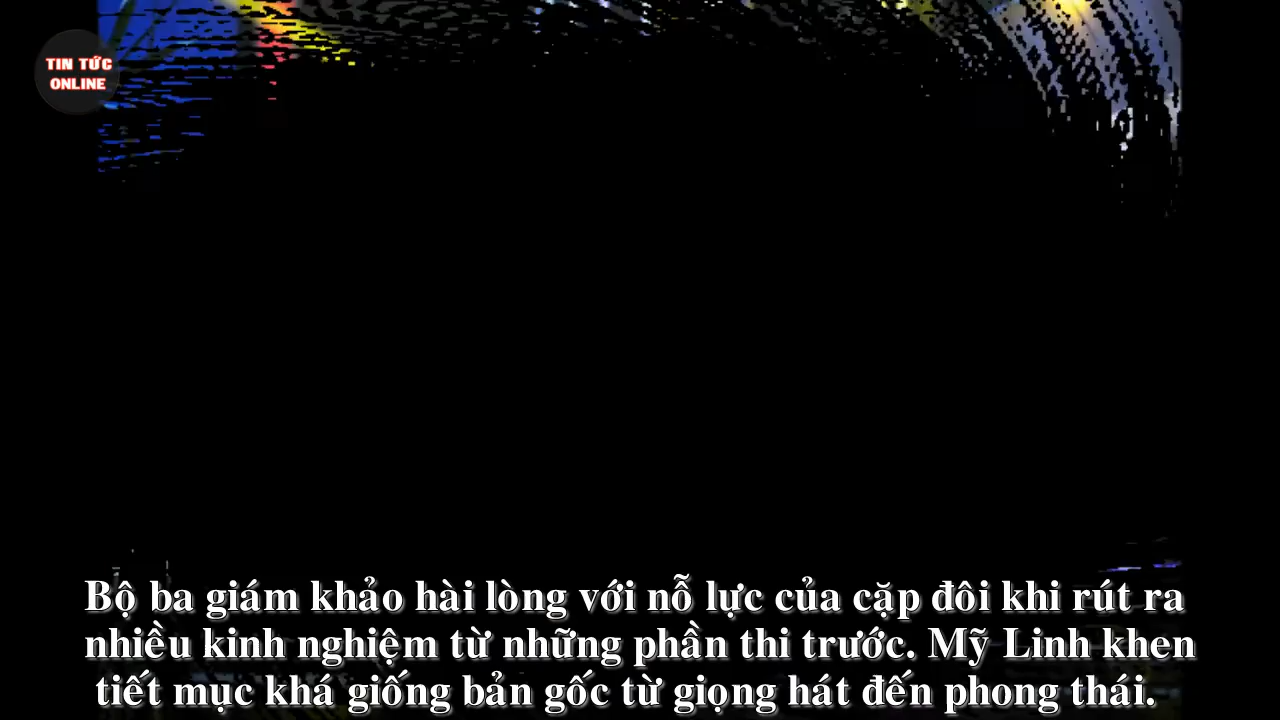 TIN TỨC
ONLINE
Bộ ba giám khảo hài lòng với nỗ lực của cặp đôi khi rút ra
nhiều kinh nghiệm từ những phần thi trước. Mỹ Linh khen
tiết mục khá giống bản gốc từ giọng hát đến phong thái.